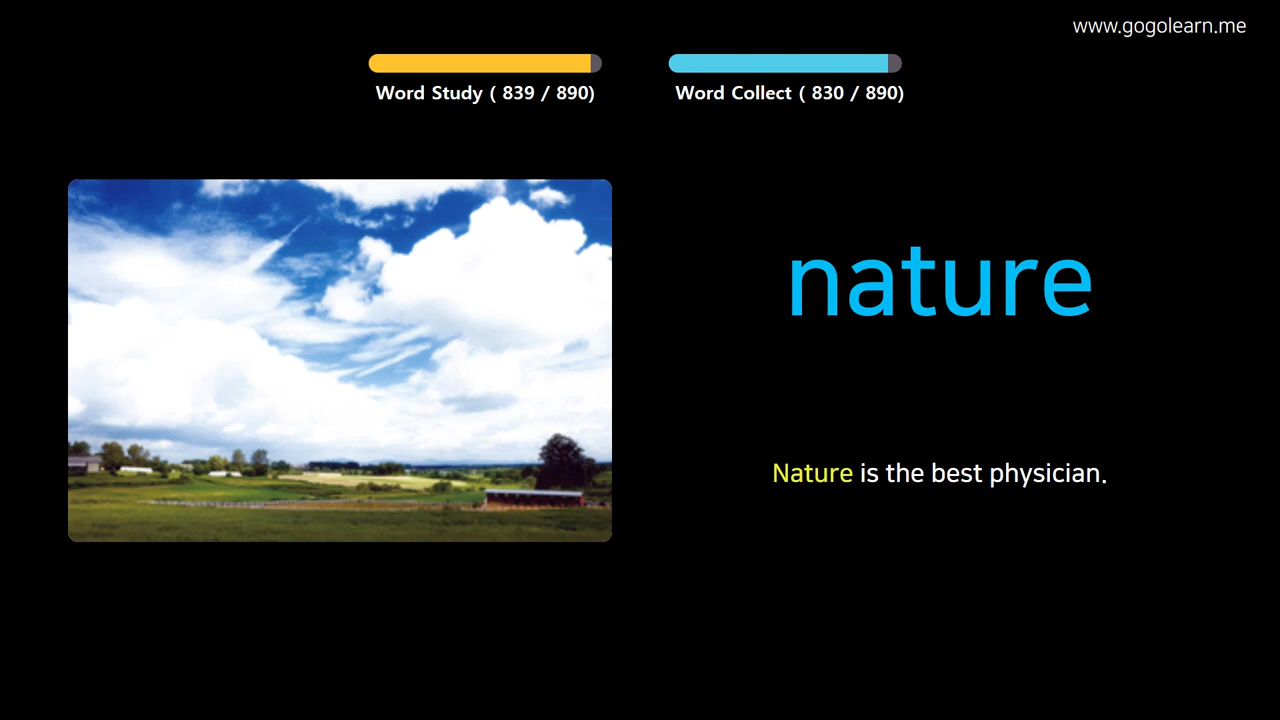 www.gogolearn.me
Word Study ( 839 / 890)
Word Collect ( 830 / 890)
nature
Nature is the best physician.